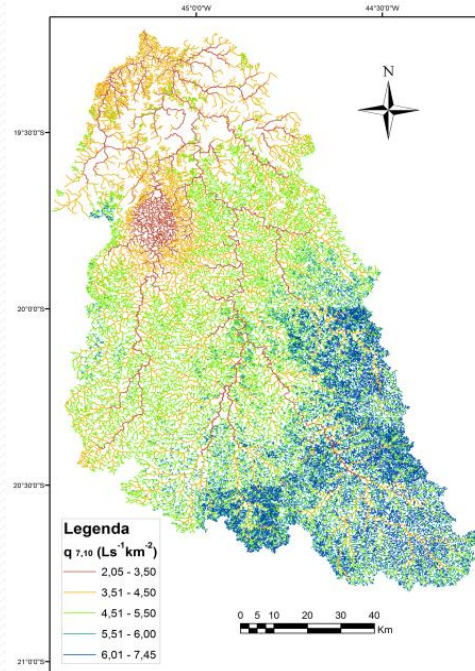 45°0'0"W 44°30'0"W
N
19°30'0"S
20°0'0"S
20°30'0"S
21°0'0"S
Legenda
q 7,10 (Ls⁻¹km⁻²)
2,05 - 3,50
3,51 - 4,50
4,51 - 5,50
5,51 - 6,00
6,01 - 7,45
0 5 10 20 30 40
Km